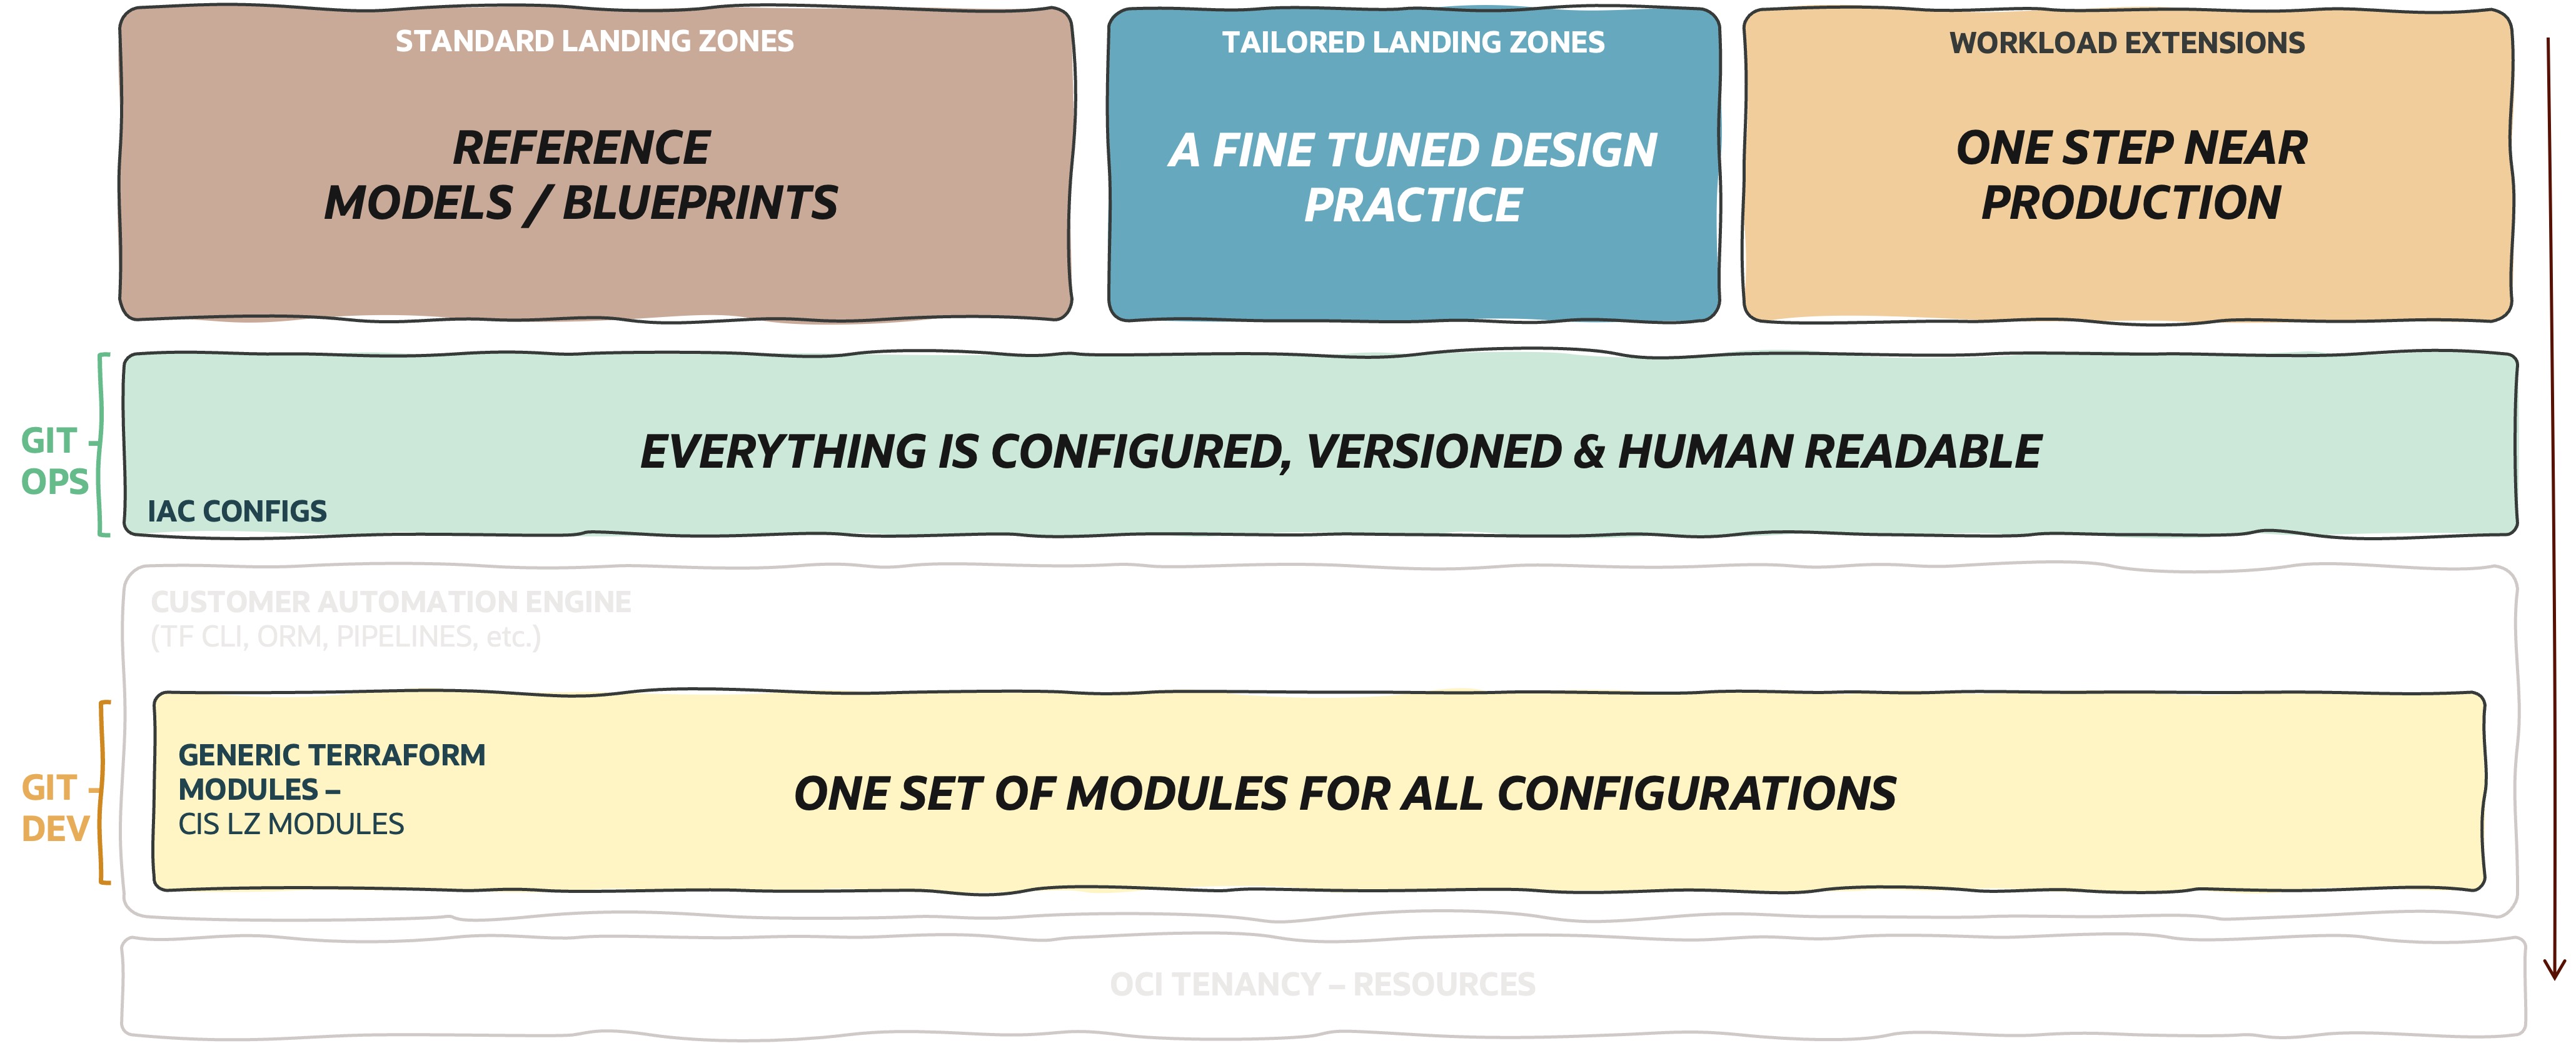 STANDARD LANDING ZONES
REFERENCE
MODELS / BLUEPRINTS
TAILORED LANDING ZONES
A FINE TUNED DESIGN
PRACTICE
WORKLOAD EXTENSIONS
ONE STEP NEAR
PRODUCTION
GIT -
OPS
EVERYTHING IS CONFIGURED, VERSIONED & HUMAN READABLE
IAC CONFIGS
CUSTOMER AUTOMATION ENGINE
(TF CLI, ORM, PIPELINES, etc.)
GIT -
DEV
GENERIC TERRAFORM
MODULES –
CIS LZ MODULES
ONE SET OF MODULES FOR ALL CONFIGURATIONS
OCI TENANCY – RESOURCES